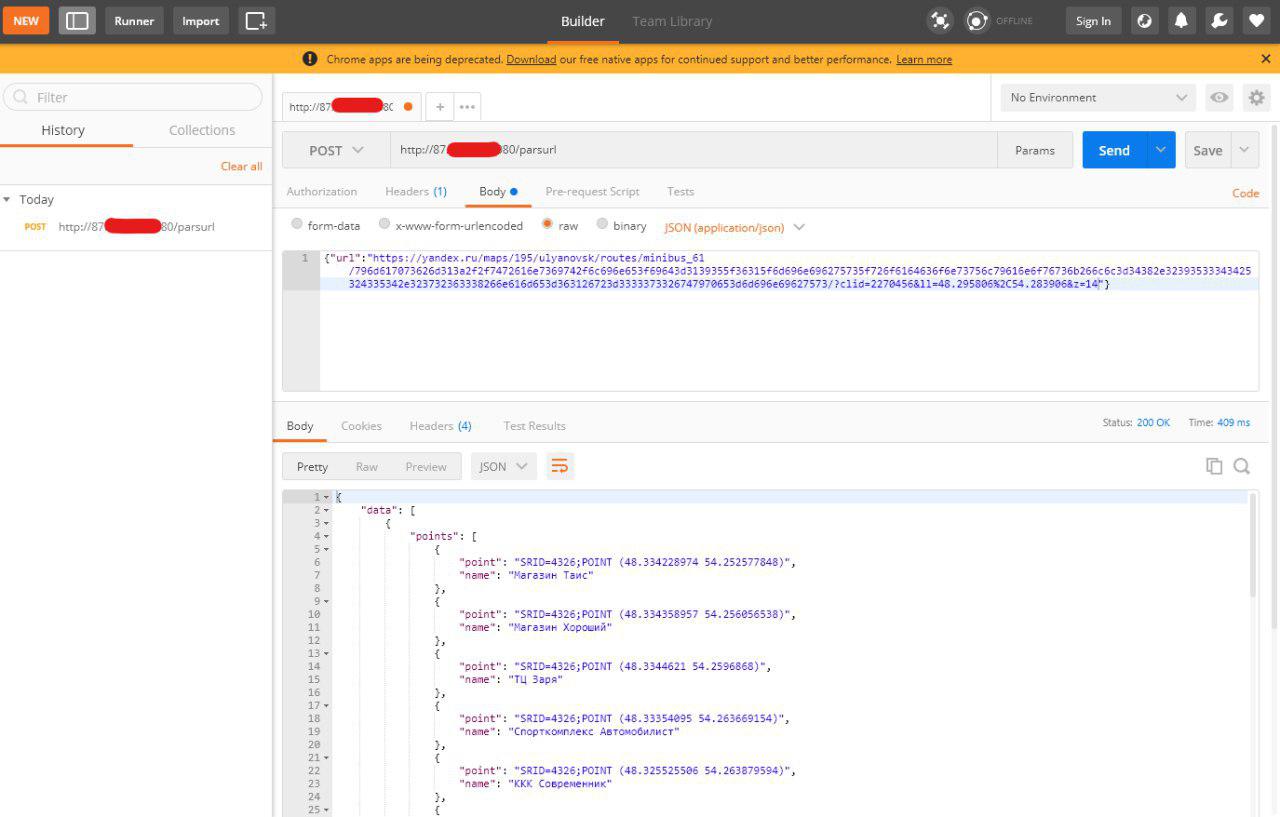 NEW Runner Import Builder Team Library OFFLINE Sign In
Chrome apps are being deprecated. Download our free native apps for continued support and better performance. Learn more
Filter
History Collections
Clear all
Today
POST http://87 80/parsurl
http://87 8C
No Environment
POST http://87 80/parsurl Params Send Save
Authorization Headers (1) Body Pre-request Script Tests Code
form-data x-www-form-urlencoded raw binary JSON (application/json)
1 {"url":"https://yandex.ru/maps/195/ulyanovsk/routes/minibus_61
324335342e323732363338266e616d653d363126723d3333373326747970653d6d696e69627573/?clid=2270456&ll=48.295806%2C54.283906&z=14"}
Body Cookies Headers (4) Test Results Status: 200 OK Time: 409 ms
Pretty Raw Preview JSON
1 {
2 "data": [
3 {
4 "points": [
5 {
6 "point": "SRID=4326;POINT (48.334228974 54.252577848)",
7 "name": "Магазин Таис"
8 },
9 {
10 "point": "SRID=4326;POINT (48.334358957 54.256056538)",
11 "name": "Магазин Хороший"
12 },
13 {
14 "point": "SRID=4326;POINT (48.3344621 54.2596868)",
15 "name": "ТЦ Заря"
16 },
17 {
18 "point": "SRID=4326;POINT (48.33354095 54.263669154)",
19 "name": "Спорткомплекс Автомобилист"
20 },
21 {
22 "point": "SRID=4326;POINT (48.325525506 54.263879594)",
23 "name": "ККК Современник"
24 },
25 {